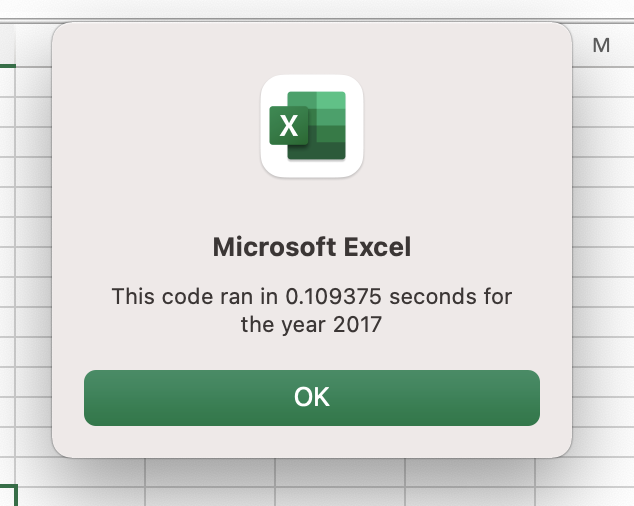 M
X
Microsoft Excel
This code ran in 0.109375 seconds for
the year 2017
OK